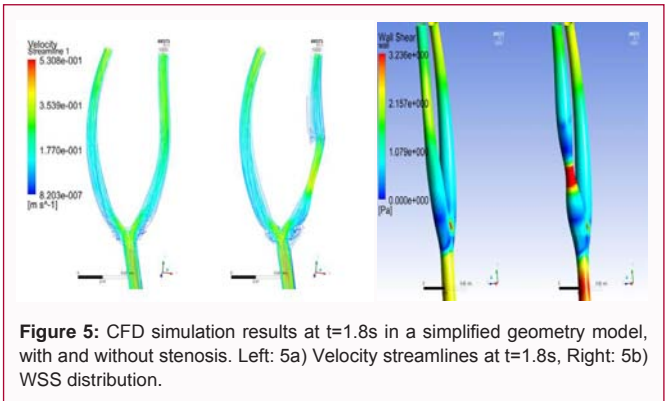 Velocity
Streamline 1
5.308e-001
3.539e-001
1.770e-001
8.203e-007
[m s^-1]
ANSYS
ANSYS
Wall Shear
wall
3.236e+000
2.157e+000
1.079e+000
0.000e+000
[Pa]
Figure 5: CFD simulation results at t=1.8s in a simplified geometry model,
with and without stenosis. Left: 5a) Velocity streamlines at t=1.8s, Right: 5b)
WSS distribution.